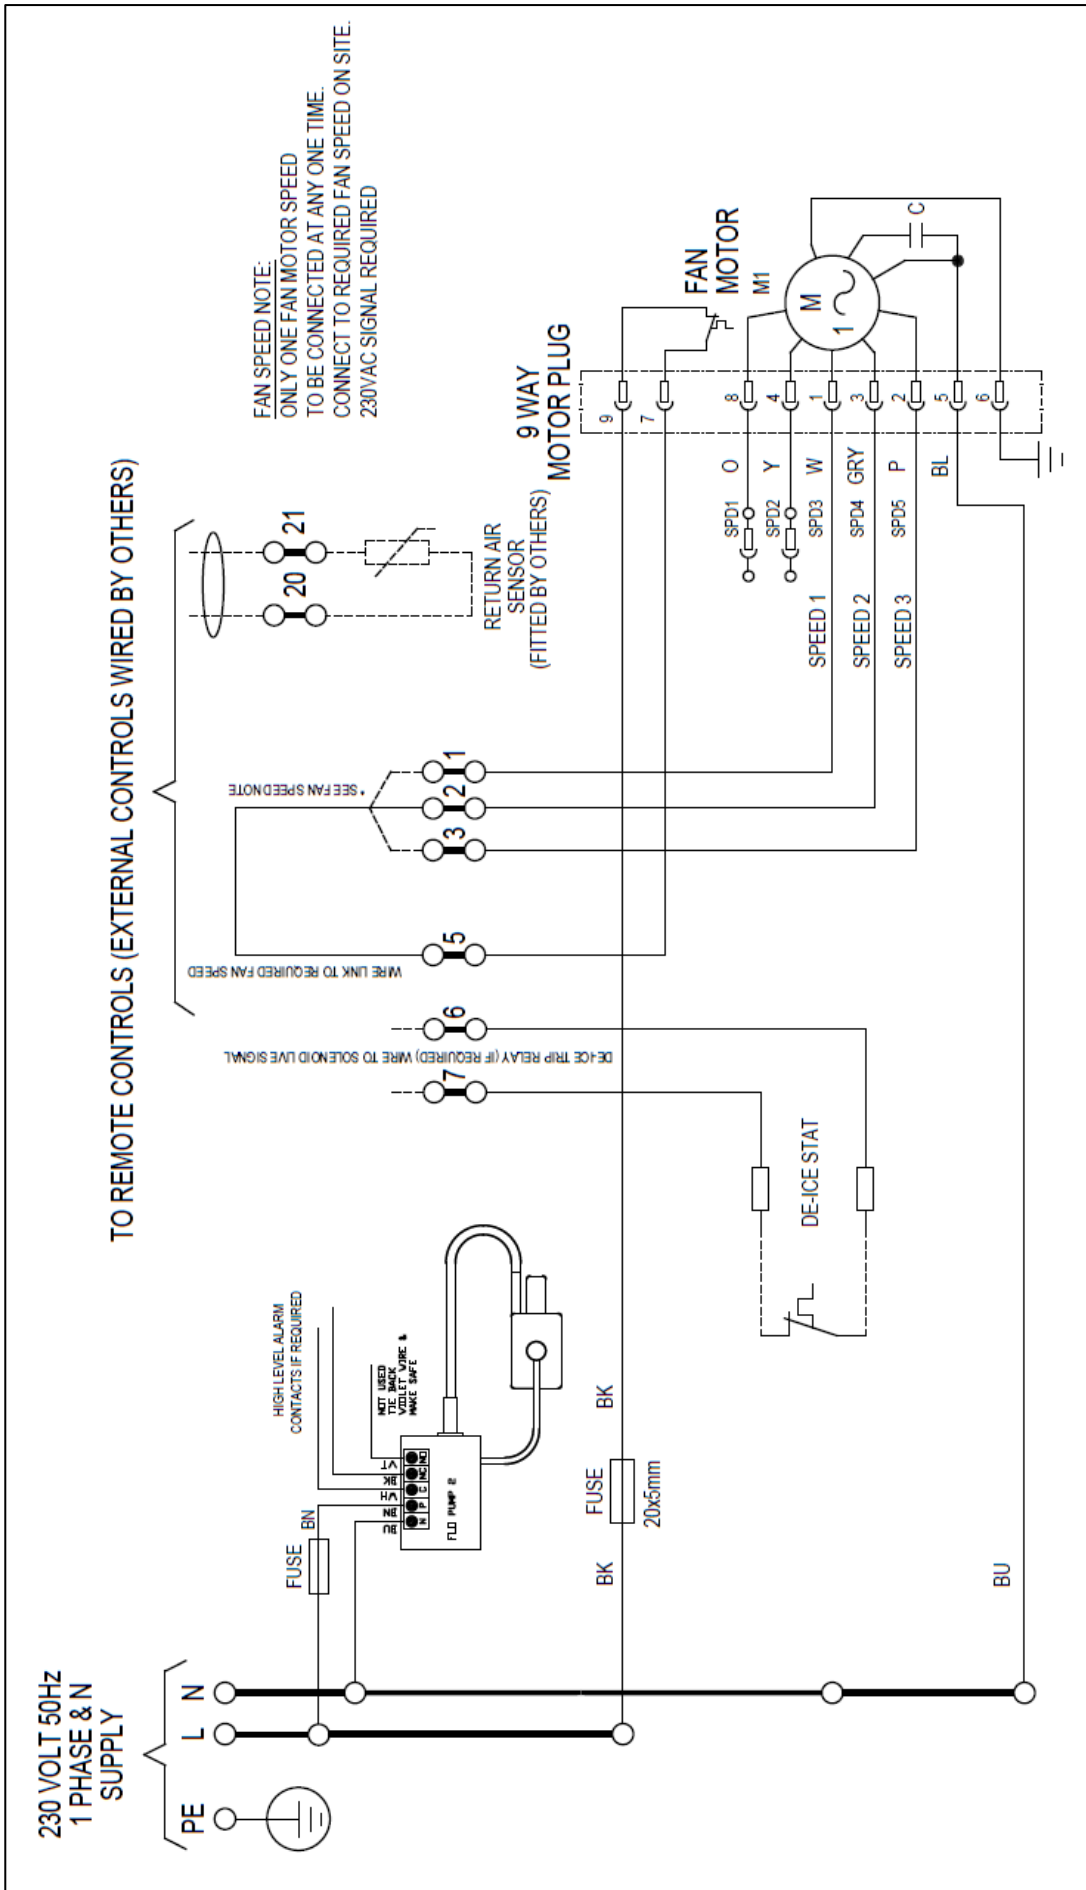 230 VOLT 50Hz
1 PHASE & N
SUPPLY
PE
L
N
TO REMOTE CONTROLS (EXTERNAL CONTROLS WIRED BY OTHERS)
FAN SPEED NOTE:
ONLY ONE FAN MOTOR SPEED
TO BE CONNECTED AT ANY ONE TIME.
CONNECT TO REQUIRED FAN SPEED ON SITE.
230VAC SIGNAL REQUIRED
FUSE
BN
HIGH LEVEL ALARM
CONTACTS IF REQUIRED
NOT USED
TIE BACK
VIOLET WIRE &
MAKE SAFE
BU
BN
WH
BK
VT
N
P
C
NC
NO
FLO PUMP 2
DE-ICE TRIP RELAY (IF REQUIRED) WIRE TO SOLENOID LIVE SIGNAL
WIRE LINK TO REQUIRED FAN SPEED
* SEE FAN SPEED NOTE
7
6
5
3
2
1
20
21
RETURN AIR
SENSOR
(FITTED BY OTHERS)
9 WAY
MOTOR PLUG
FAN
MOTOR
M1
M
1
C
BK
FUSE
20x5mm
BK
9
7
8
4
1
3
2
5
6
SPD1
O
SPD2
Y
SPEED 1
SPD3
W
SPEED 2
SPD4
GRY
SPEED 3
SPD5
P
BL
DE-ICE STAT
BU